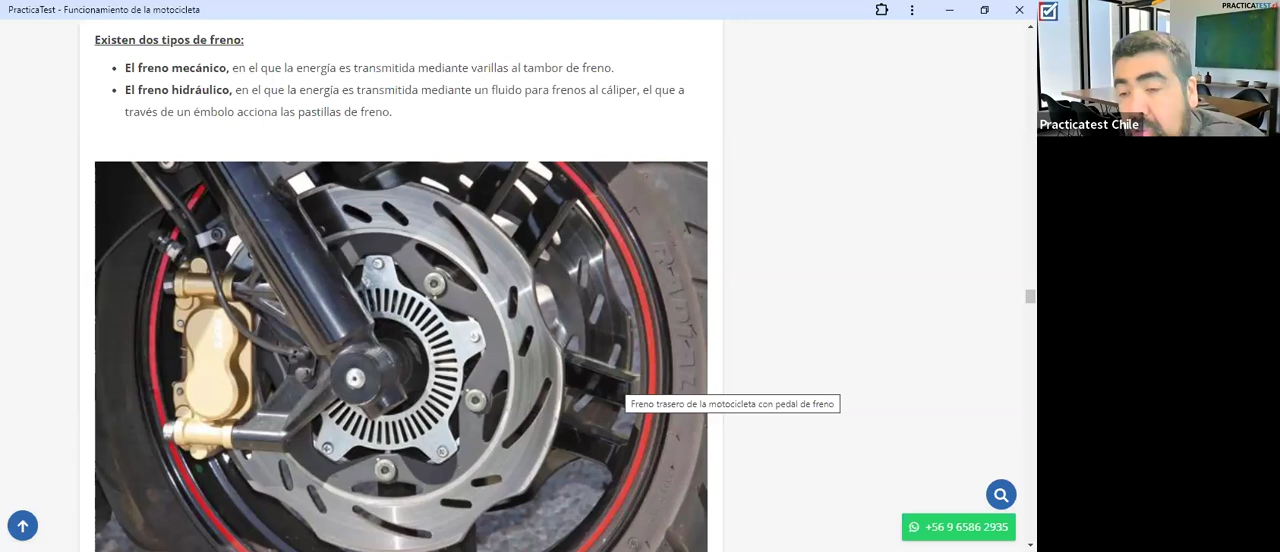 PracticaTest - Funcionamiento de la motocicleta
Existen dos tipos de freno:
El freno mecánico, en el que la energía es transmitida mediante varillas al tambor de freno.
El freno hidráulico, en el que la energía es transmitida mediante un fluido para frenos al cáliper, el que a
través de un émbolo acciona las pastillas de freno.
Freno trasero de la motocicleta con pedal de freno
+56 9 6586 2935
PRACTICATEST
Practicatest Chile